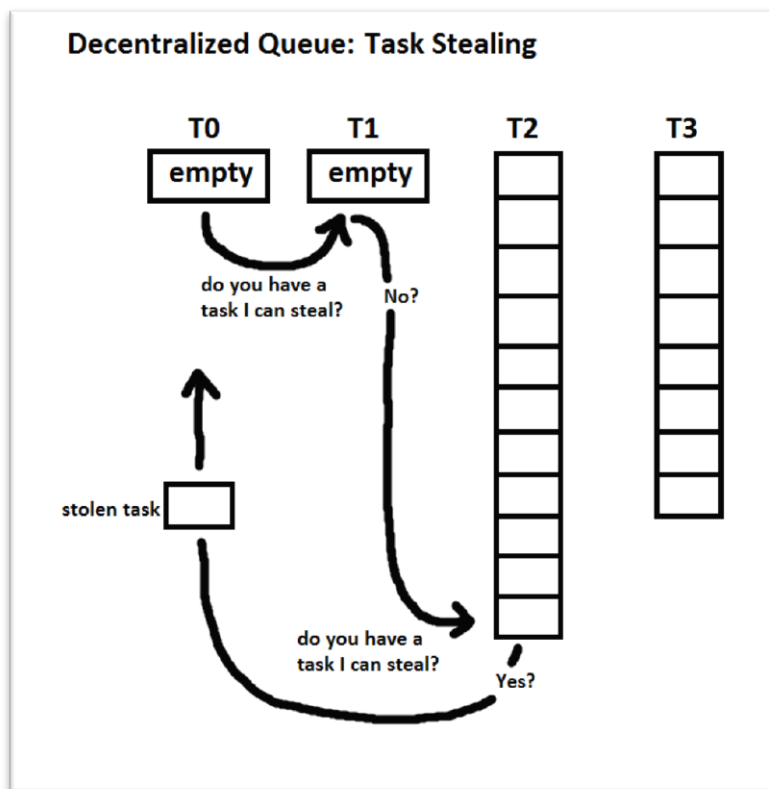 Decentralized Queue: Task Stealing
T0 T1 T2 T3
empty empty
do you have a
task I can steal?
No?
stolen task
do you have a
task I can steal?
Yes?